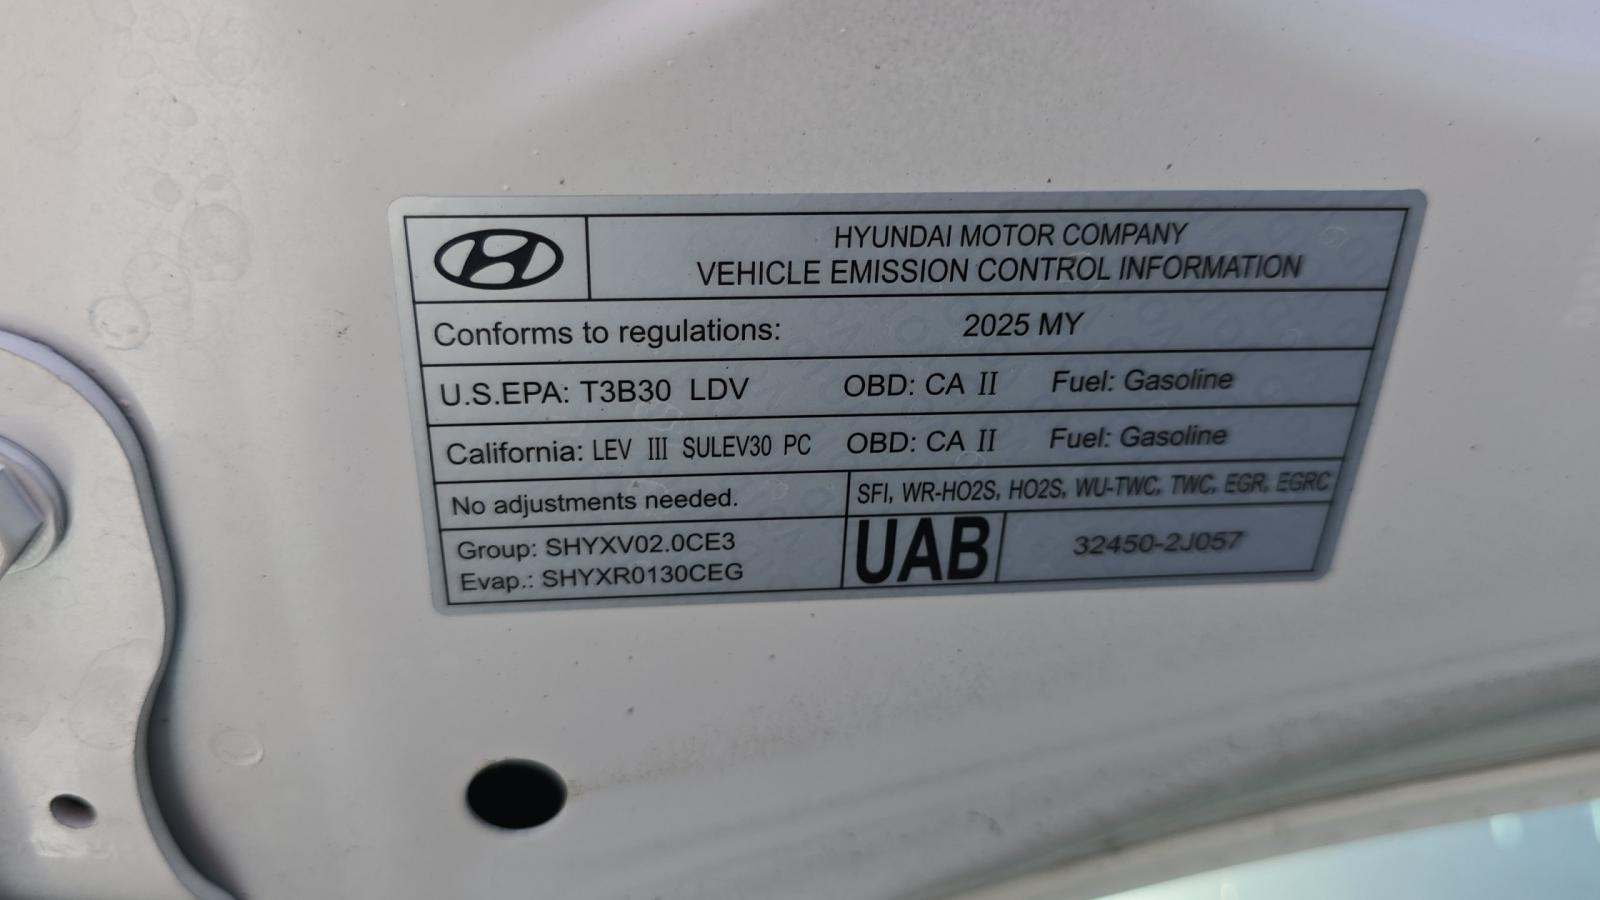 HYUNDAI MOTOR COMPANY
VEHICLE EMISSION CONTROL INFORMATION
Conforms to regulations: 2025 MY
U.S.EPA: T3B30 LDV OBD: CA II Fuel: Gasoline
California: LEV III SULEV30 PC OBD: CA II Fuel: Gasoline
No adjustments needed. SFI, WR-HO2S, HO2S, WU-TWC, TWC, EGR, EGRC
Group: SHYXV02.0CE3
Evap.: SHYXR0130CEG
UAB 32450-2J057